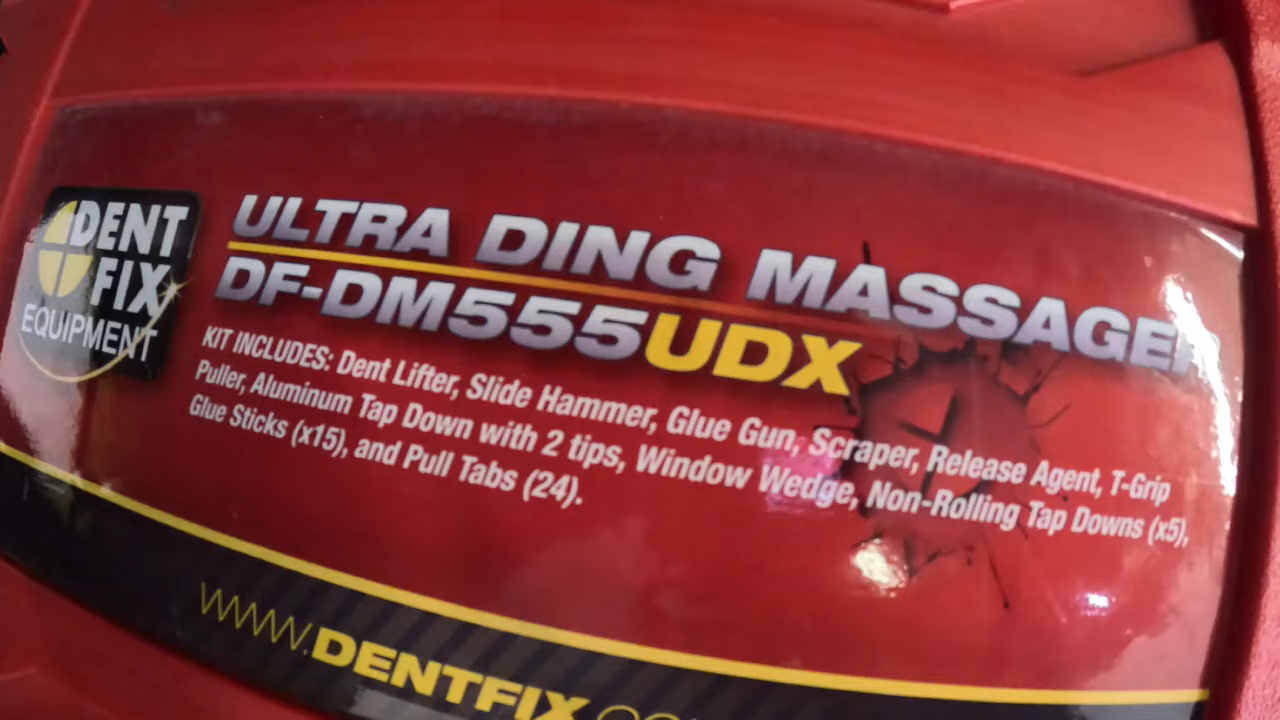 DENT
FIX
EQUIPMENT
ULTRA DING MASSAGER
DF-DM555UDX
KIT INCLUDES: Dent Lifter, Slide Hammer, Glue Gun, Scraper, Release Agent, T-Grip
Puller, Aluminum Tap Down with 2 tips, Window Wedge, Non-Rolling Tap Downs (x5),
Glue Sticks (x15), and Pull Tabs (24).
WWW.DENTFIX.CO